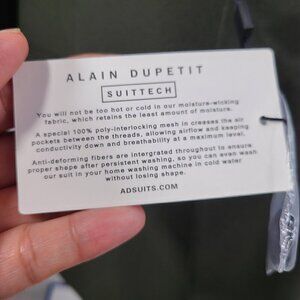 ALAIN DUPETIT
SUITTECH
You will not be too hot or cold in our moisture-wicking
fabric, which retains the least amount of moisture.
A special 100% poly-interlocking mesh in creases the air
pockets between the threads, allowing airflow and keeping
conductivity down and breathability at a maximum level.
Anti-deforming fibers are intergrated throughout to ensure
proper shape after persistent washing, so you can even wash
our suit in your home washing machine in cold water
without losing shape.
ADSUITS.COM